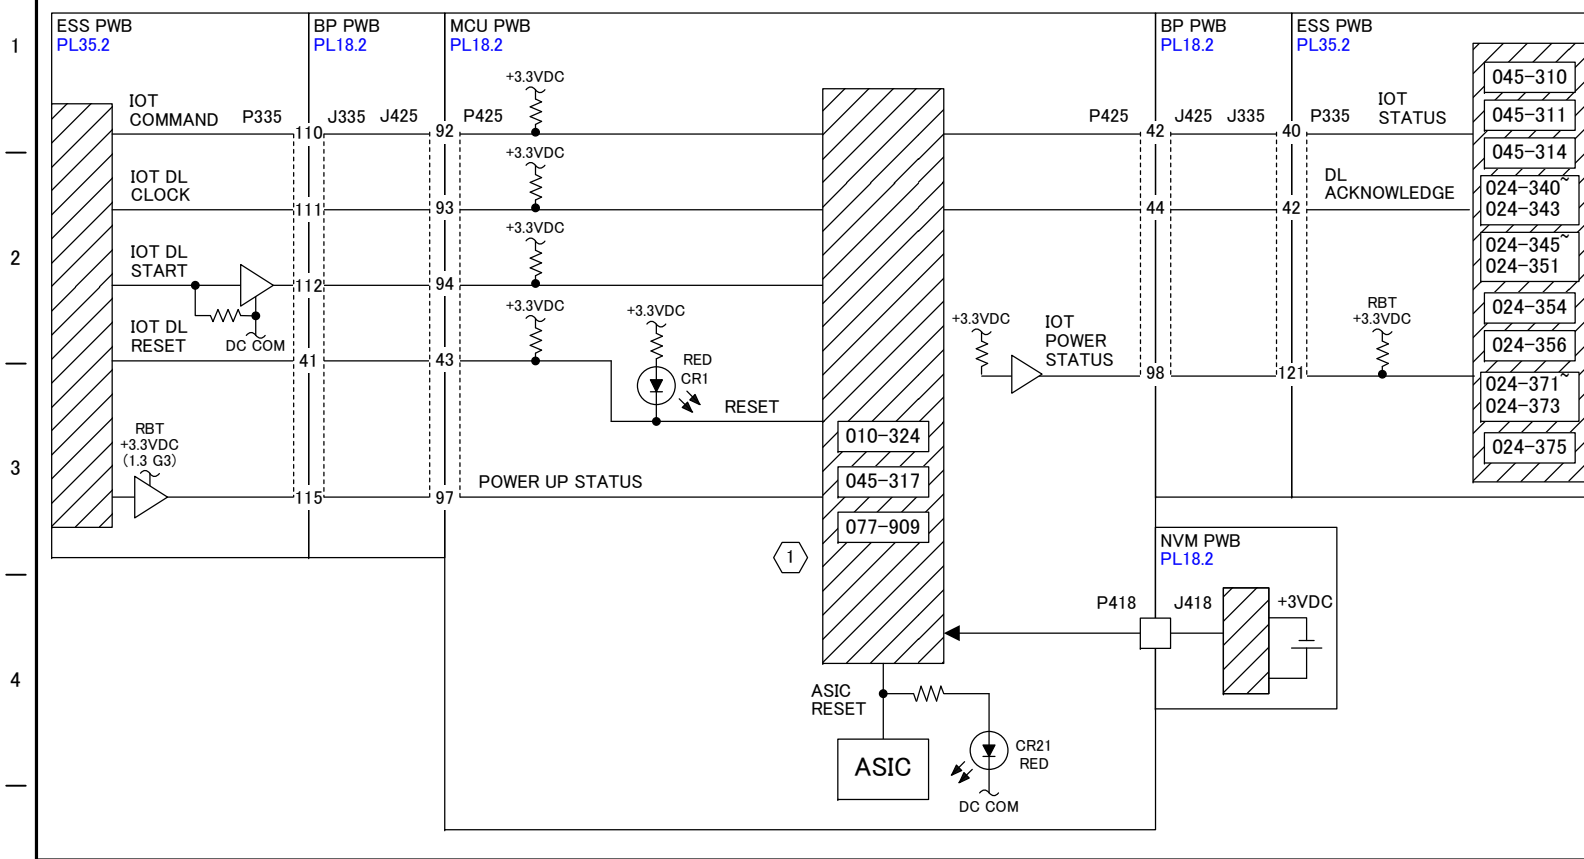 1
2
3
4
ESS PWB
PL35.2
BP PWB
PL18.2
MCU PWB
PL18.2
BP PWB
PL18.2
ESS PWB
PL35.2
IOT
COMMAND
P335
110
J335
J425
92
P425
+3.3VDC
P425
42
J425
J335
40
P335
IOT
STATUS
045-310
045-311
045-314
IOT DL
CLOCK
111
93
+3.3VDC
44
42
DL
ACKNOWLEDGE
024-340~
024-343
IOT DL
START
DC COM
112
94
+3.3VDC
024-345~
024-351
024-354
024-356
IOT DL
RESET
41
43
+3.3VDC
+3.3VDC
RED
CR1
RESET
+3.3VDC
IOT
POWER
STATUS
98
121
RBT
+3.3VDC
024-371~
024-373
024-375
RBT
+3.3VDC
(1.3 G3)
115
97
POWER UP STATUS
010-324
045-317
077-909
1
NVM PWB
PL18.2
P418
J418
+3VDC
ASIC
RESET
ASIC
CR21
RED
DC COM